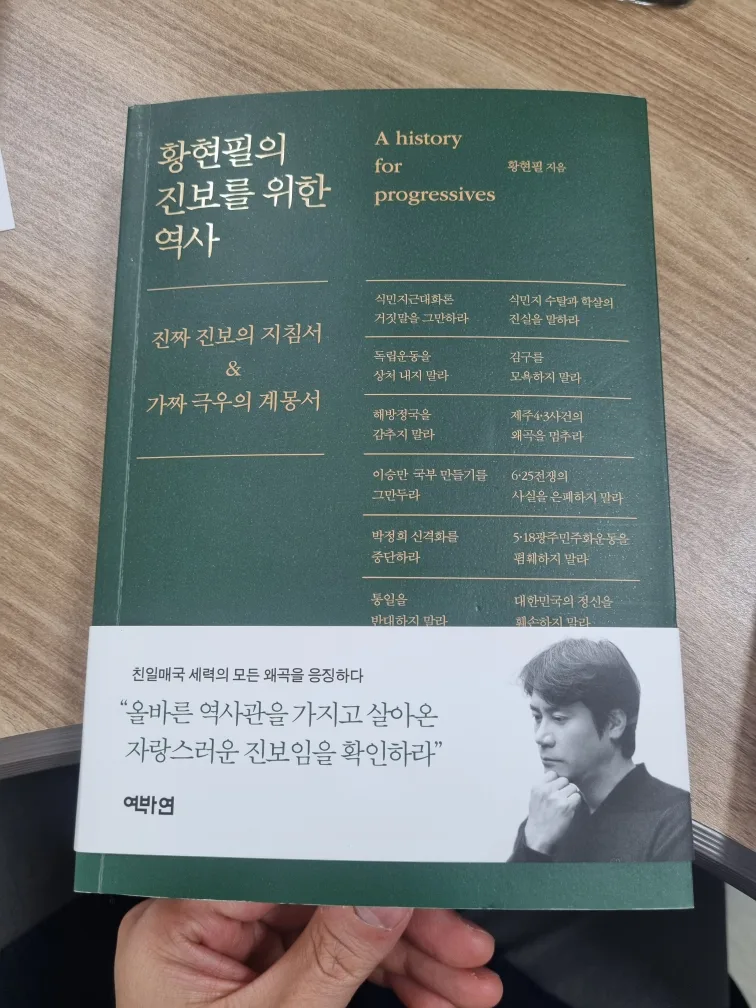 황현필의
진보를 위한
역사
A history
for
progressives
황현필 지음
진짜 진보의 지침서
&
가짜 극우의 계몽서
식민지근대화론
거짓말을 그만하라
식민지 수탈과 학살의
진실을 말하라
독립운동을
상처 내지 말라
김구를
모욕하지 말라
해방정국을
감추지 말라
제주4·3사건의
왜곡을 멈추라
이승만 국부 만들기를
그만두라
6·25전쟁의
사실을 은폐하지 말라
박정희 신격화를
중단하라
5·18광주민주화운동을
폄훼하지 말라
통일을
반대하지 말라
대한민국의 정신을
훼손하지 말라
친일매국 세력의 모든 왜곡을 응징하다
“올바른 역사관을 가지고 살아온
자랑스러운 진보임을 확인하라”
역바연